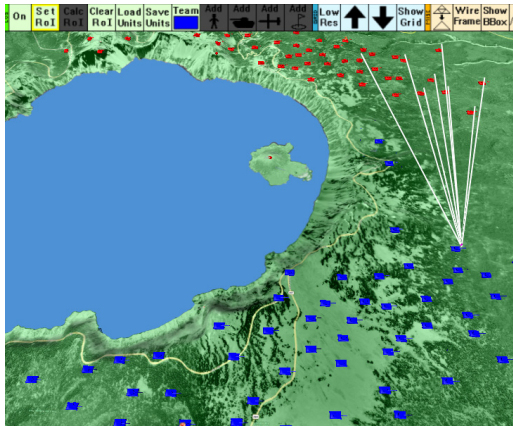 On
Set RoI
Calc RoI
Clear RoI
Load Units
Save Units
Team
Add
Add
Add
Add
Low Res
Show Grid
Wire Frame
Show BBox